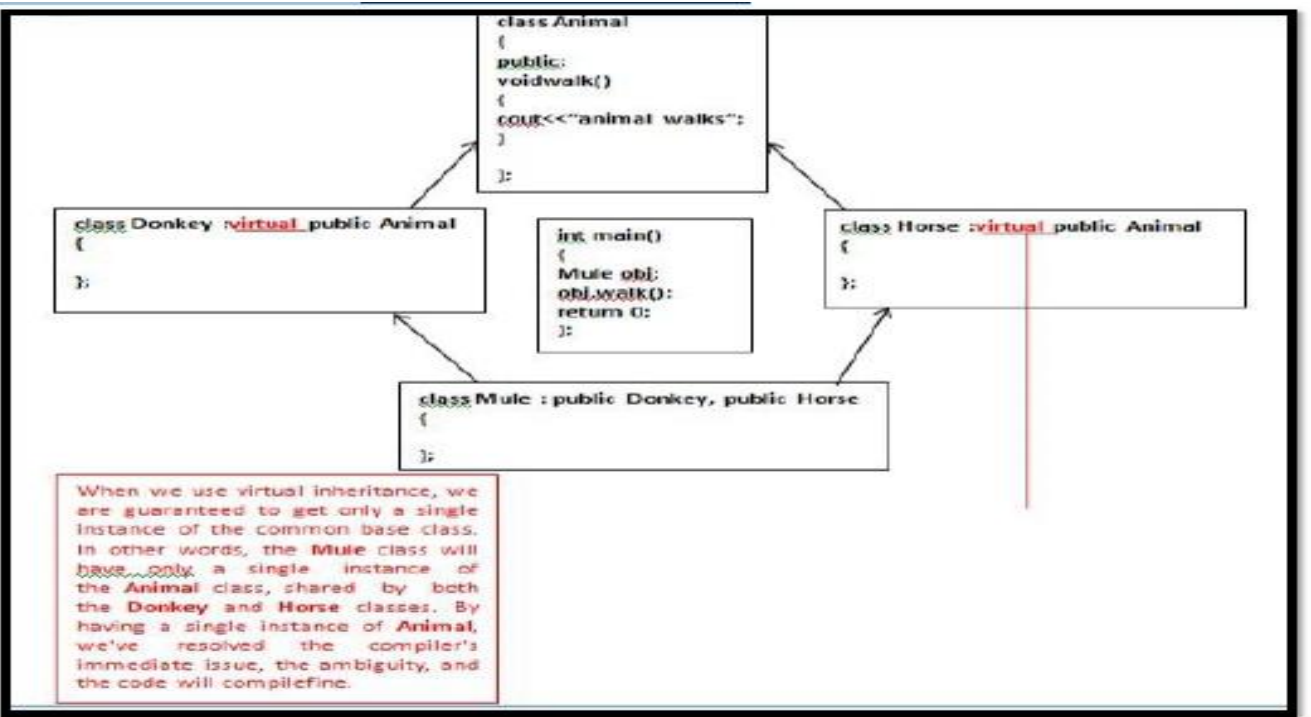 class Animal
{
public:
voidwalk()
{
cout<<"animal walks";
}
};
class Donkey :virtual public Animal
{
};
int main()
{
Mule obj;
obj.walk();
return 0;
};
class Horse :virtual public Animal
{
};
class Mule : public Donkey, public Horse
{
};
When we use virtual inheritance, we
are guaranteed to get only a single
instance of the common base class.
In other words, the Mule class will
have only a single instance of
the Animal class, shared by both
the Donkey and Horse classes. By
having a single instance of Animal,
we've resolved the compiler's
immediate issue, the ambiguity, and
the code will compilefine.